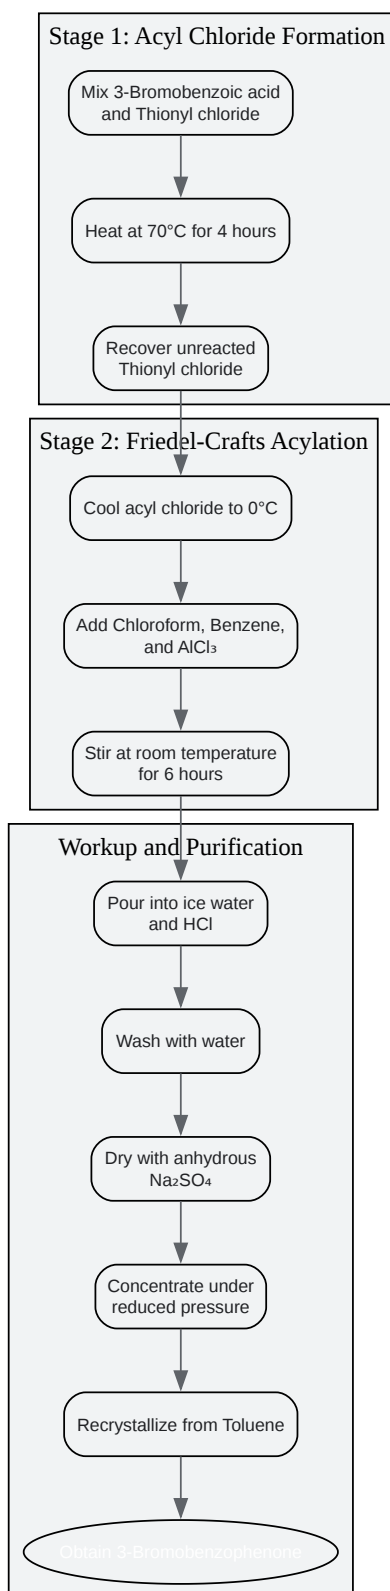 Stage 1: Acyl Chloride Formation
Mix 3-Bromobenzoic acid
and Thionyl chloride
Heat at 70°C for 4 hours
Recover unreacted
Thionyl chloride
Stage 2: Friedel-Crafts Acylation
Cool acyl chloride to 0°C
Add Chloroform, Benzene,
and AlCl₃
Stir at room temperature
for 6 hours
Workup and Purification
Pour into ice water
and HCl
Wash with water
Dry with anhydrous
Na₂SO₄
Concentrate under
reduced pressure
Recrystallize from Toluene
Obtain 3-Bromobenzophenone